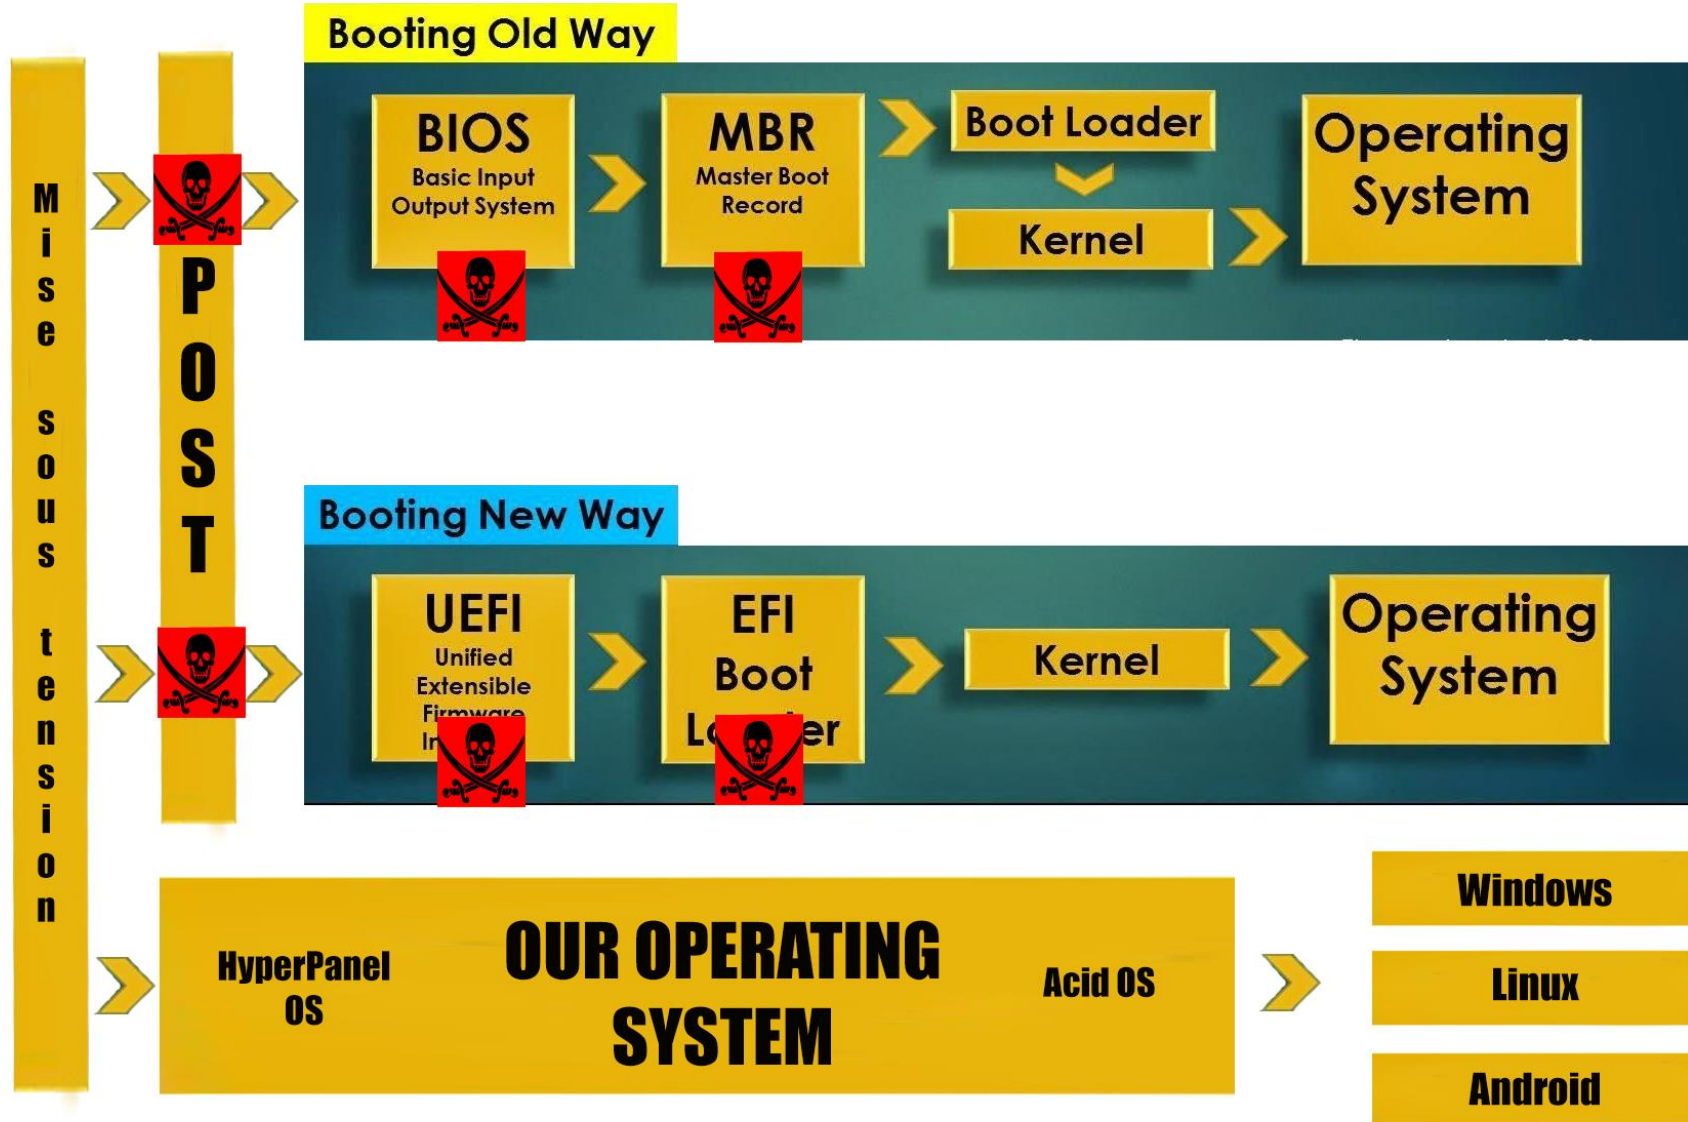 Mise sous tension
POST
Booting Old Way
BIOS
Basic Input
Output System
MBR
Master Boot
Record
Boot Loader
Kernel
Operating
System
Booting New Way
UEFI
Unified
Extensible
Firmware
EFI
Boot
Kernel
Operating
System
HyperPanel
OS
OUR OPERATING
SYSTEM
Acid OS
Windows
Linux
Android